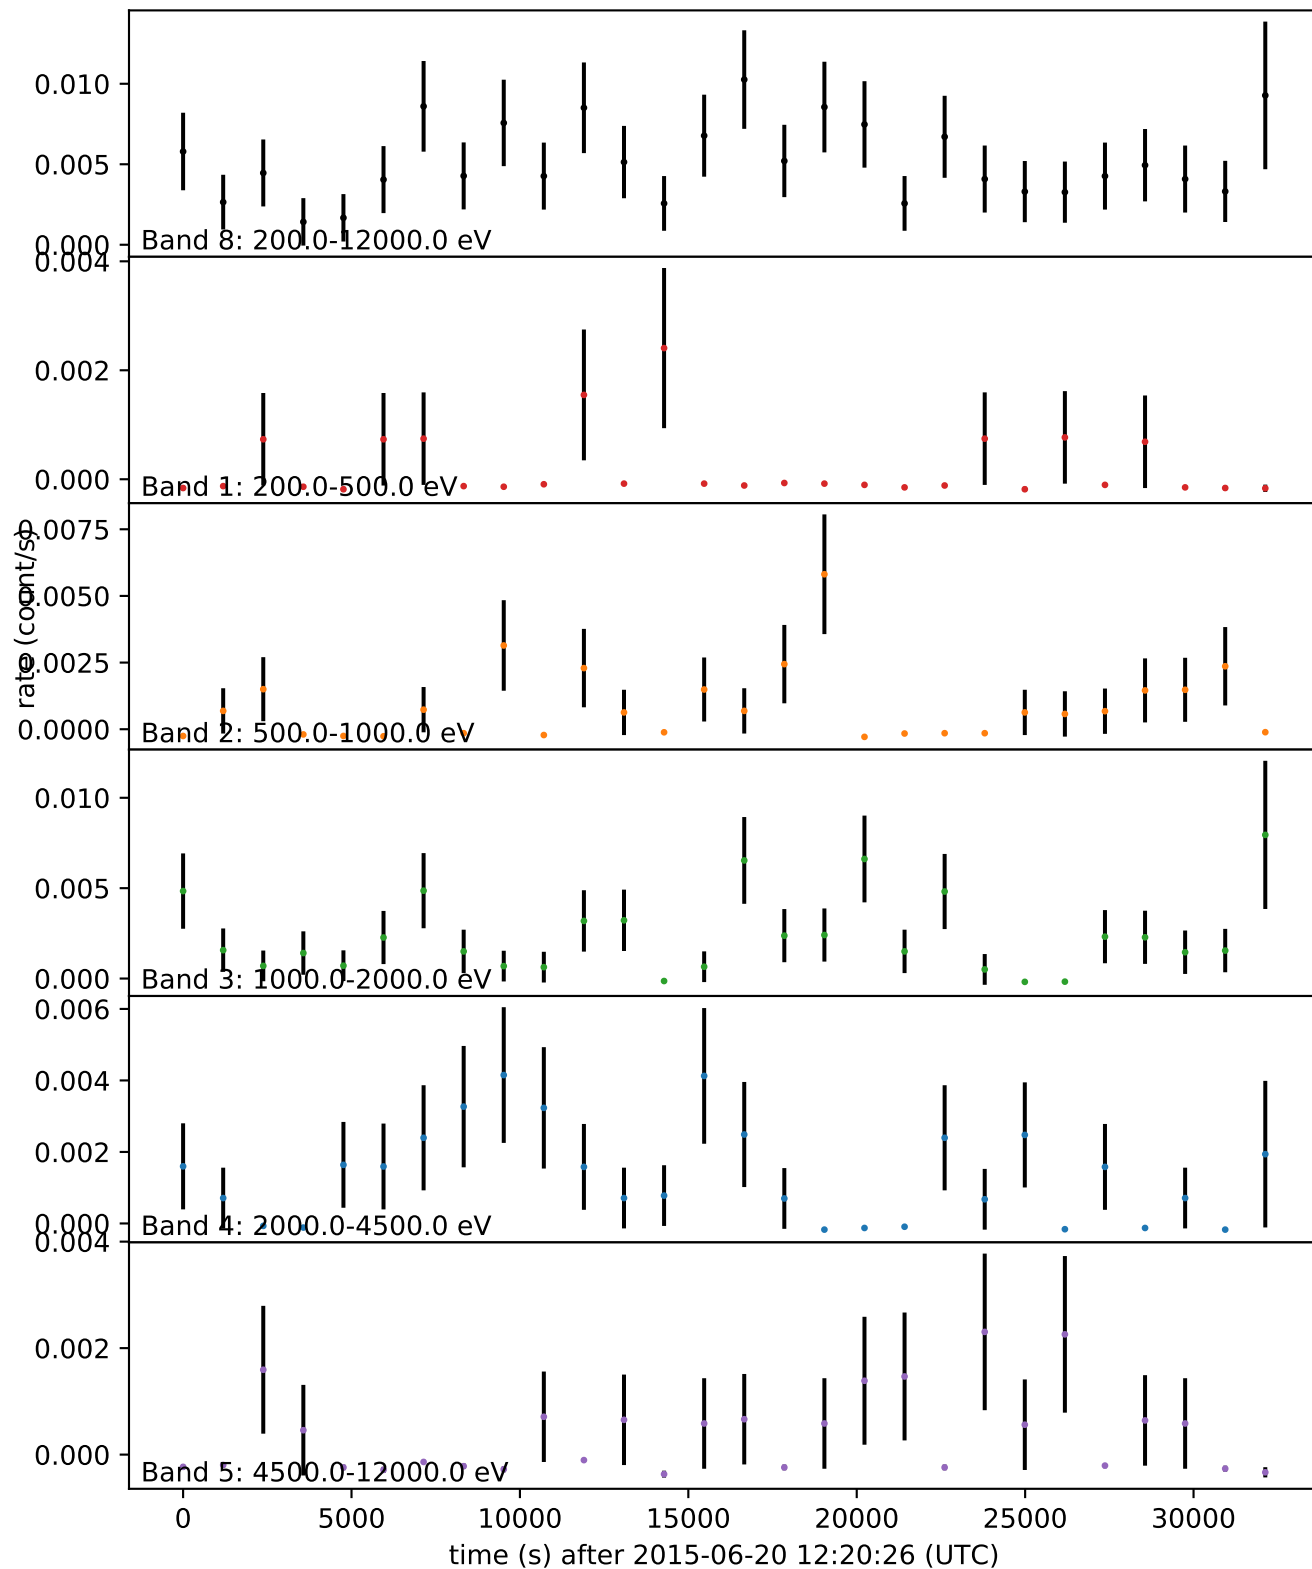 0.010
0.005
0.000
Band 8: 200.0-12000.0 eV
0.004
0.002
0.000
Band 1: 200.0-500.0 eV
rate (count/s)
0.0075
0.0050
0.0025
0.0000
Band 2: 500.0-1000.0 eV
0.010
0.005
0.000
Band 3: 1000.0-2000.0 eV
0.006
0.004
0.002
0.000
Band 4: 2000.0-4500.0 eV
0.004
0.002
0.000
Band 5: 4500.0-12000.0 eV
0 5000 10000 15000 20000 25000 30000
time (s) after 2015-06-20 12:20:26 (UTC)